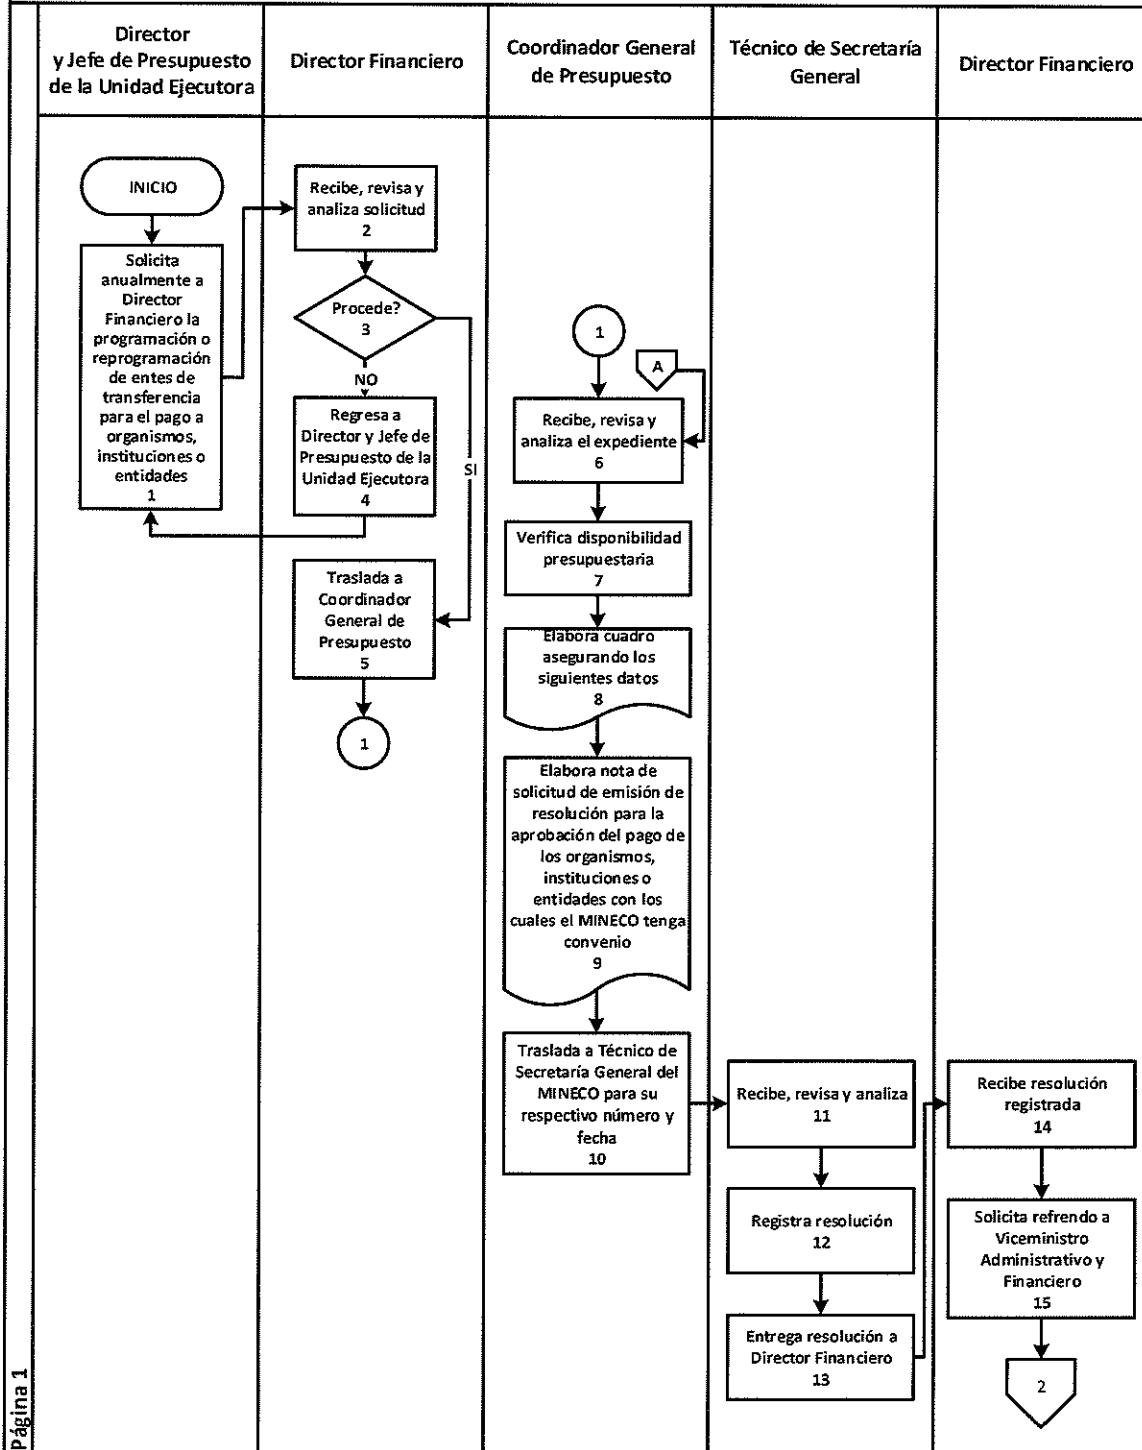 Director
y Jefe de Presupuesto
de la Unidad Ejecutora
Director Financiero
Coordinador General
de Presupuesto
Técnico de Secretaría
General
Director Financiero
INICIO
Solicita
anualmente a
Director
Financiero la
programación o
reprogramación
de entes de
transferencia
para el pago a
organismos,
instituciones o
entidades
1
Recibe, revisa y
analiza solicitud
2
Procede?
3
NO
SI
Regresa a
Director y Jefe de
Presupuesto de la
Unidad Ejecutora
4
Traslada a
Coordinador
General de
Presupuesto
5
1
1
A
Recibe, revisa y
analiza el expediente
6
Verifica disponibilidad
presupuestaria
7
Elabora cuadro
asegurando los
siguientes datos
8
Elabora nota de
solicitud de emisión de
resolución para la
aprobación del pago de
los organismos,
instituciones o
entidades con los
cuales el MINECO tenga
convenio
9
Traslada a Técnico de
Secretaría General del
MINECO para su
respectivo número y
fecha
10
Recibe, revisa y analiza
11
Registra resolución
12
Entrega resolución a
Director Financiero
13
Recibe resolución
registrada
14
Solicita refrendo a
Viceministro
Administrativo y
Financiero
15
2
Página 1